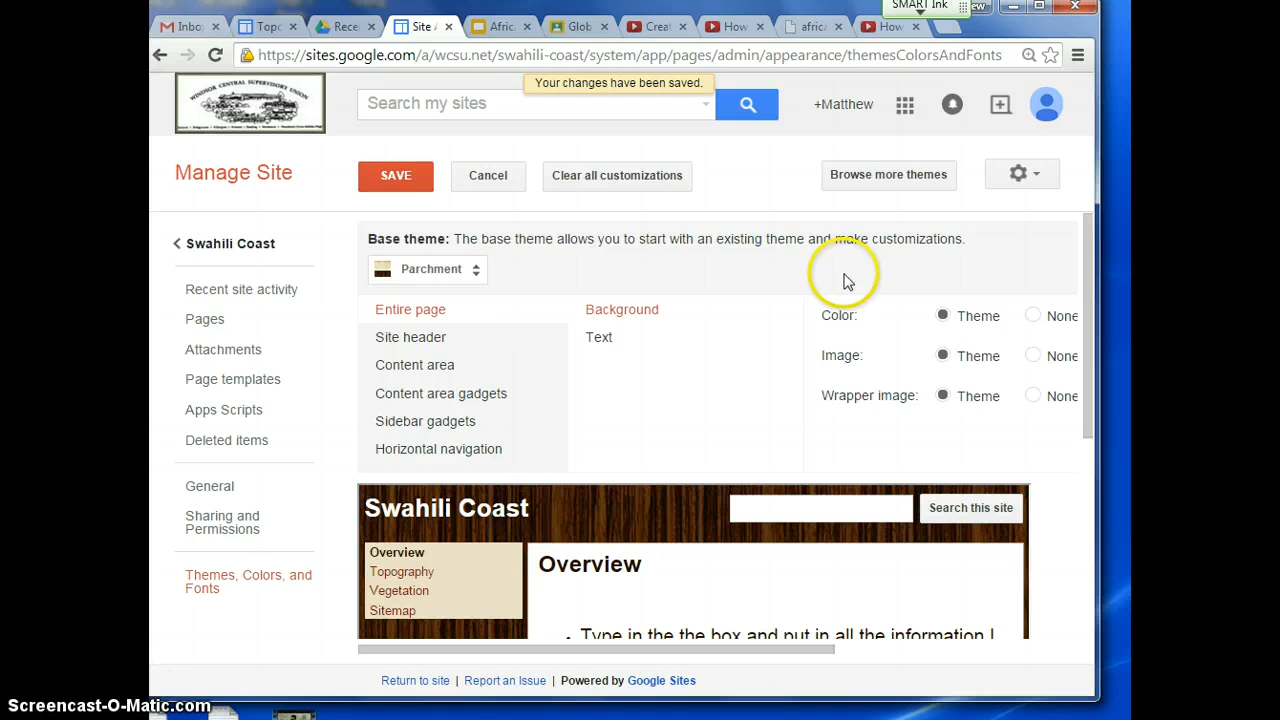 SMART Ink
Inbo
Topo
Rece
Site A
Africa
Glob
Creat
How
africa
How
https://sites.google.com/a/wcsu.net/swahili-coast/system/app/pages/admin/appearance/themesColorsAndFonts
Your changes have been saved.
WINDSOR CENTRAL SUPERVISORY UNION
Search my sites
+Matthew
Manage Site
SAVE
Cancel
Clear all customizations
Browse more themes
Swahili Coast
Recent site activity
Pages
Attachments
Page templates
Apps Scripts
Deleted items
General
Sharing and
Permissions
Themes, Colors, and
Fonts
Base theme: The base theme allows you to start with an existing theme and make customizations.
Parchment
Entire page
Site header
Content area
Content area gadgets
Sidebar gadgets
Horizontal navigation
Background
Text
Color: Theme None
Image: Theme None
Wrapper image: Theme None
Swahili Coast
Search this site
Overview
Topography
Vegetation
Sitemap
Overview
• Type in the the box and put in all the information I
Return to site | Report an Issue | Powered by Google Sites
Screencast-O-Matic.com